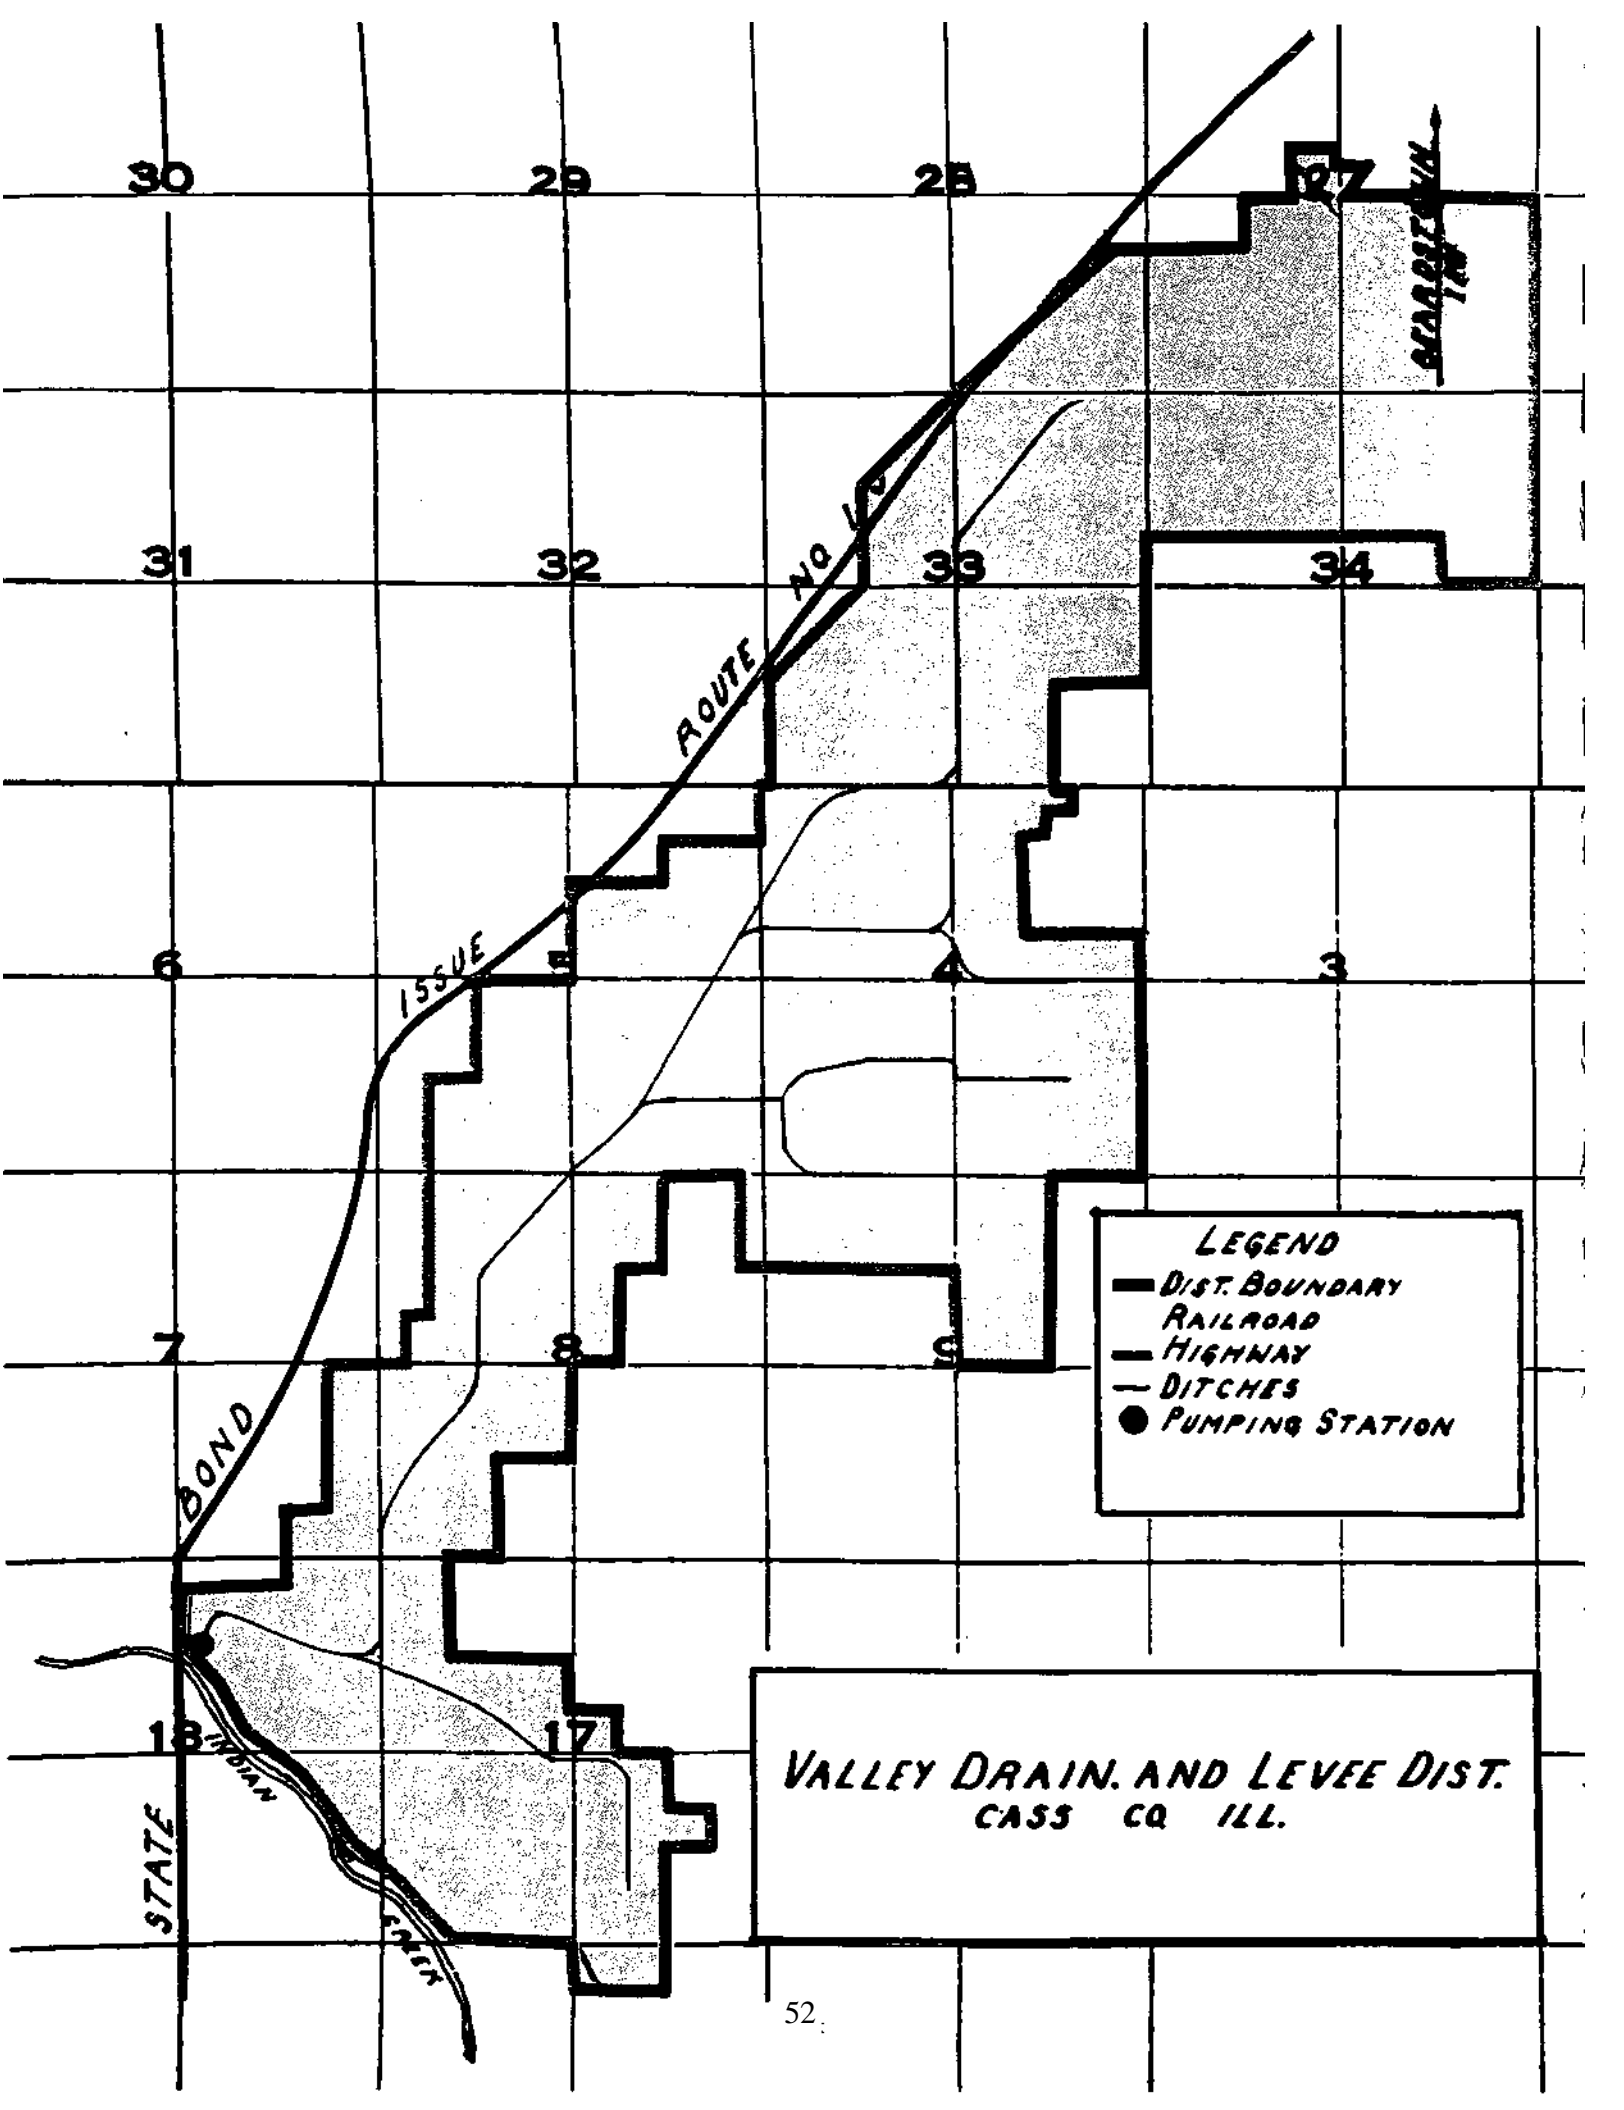 30 29 28 27
BEARDSTOWN
31 32 33 34
NO
ROUTE
6 5 4 3
ISSUE
7 8 9
BOND
18 17
INDIAN
CREEK
STATE
LEGEND
DIST. BOUNDARY
RAILROAD
HIGHWAY
DITCHES
PUMPING STATION
VALLEY DRAIN. AND LEVEE DIST.
CASS CO. ILL.
52